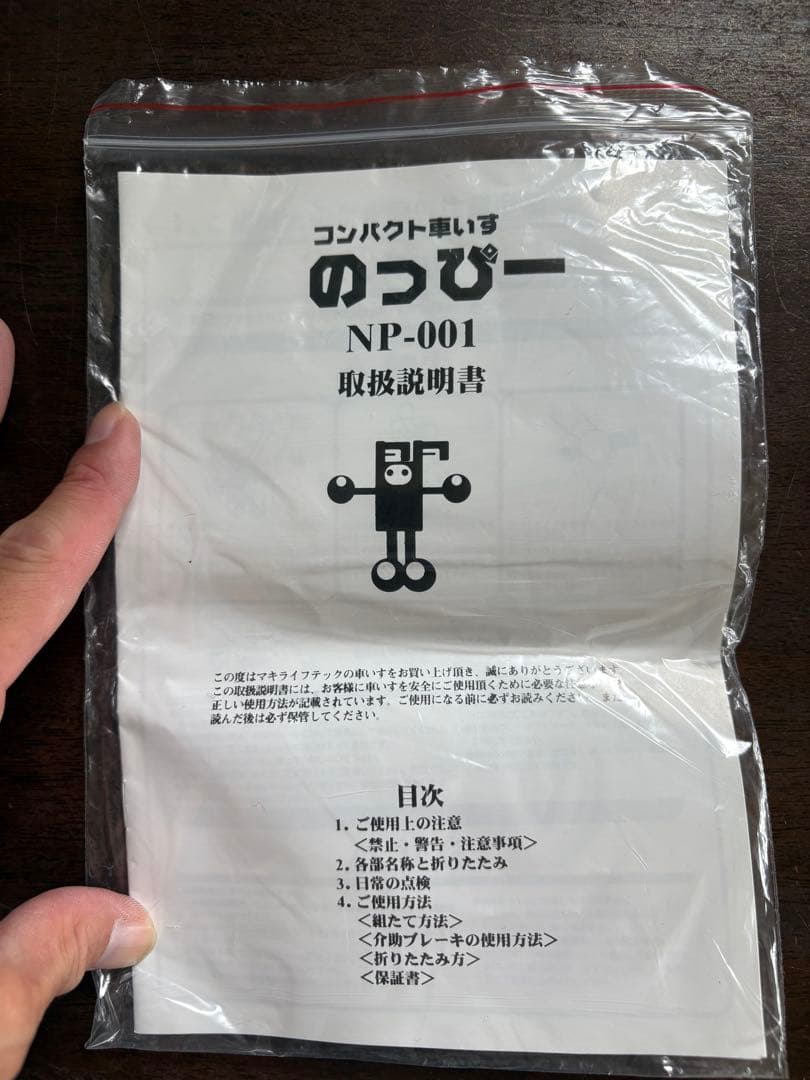 コンパクト車いす
のっぴー
NP-001
取扱説明書
この度はマキライフテックの車いすをお買い上げ頂き、誠にありがとうございます
この取扱説明書には、お客様に車いすを安全にご使用頂くために必要な
正しい使用方法が記載されています。ご使用になる前に必ずお読みください。また
読んだ後は必ず保管してください。
目次
1. ご使用上の注意
＜禁止・警告・注意事項＞
2. 各部名称と折りたたみ
3. 日常の点検
4. ご使用方法
＜組たて方法＞
＜介助ブレーキの使用方法＞
＜折りたたみ方＞
＜保証書＞